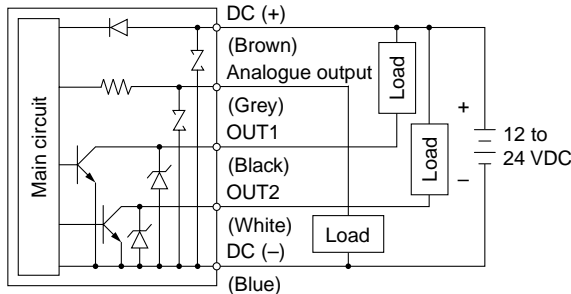 DC (+)
(Brown)
Analogue output
(Grey)
OUT1
(Black)
OUT2
(White)
DC (–)
(Blue)
Main circuit
Load
Load
Load
+
12 to
24 VDC
–